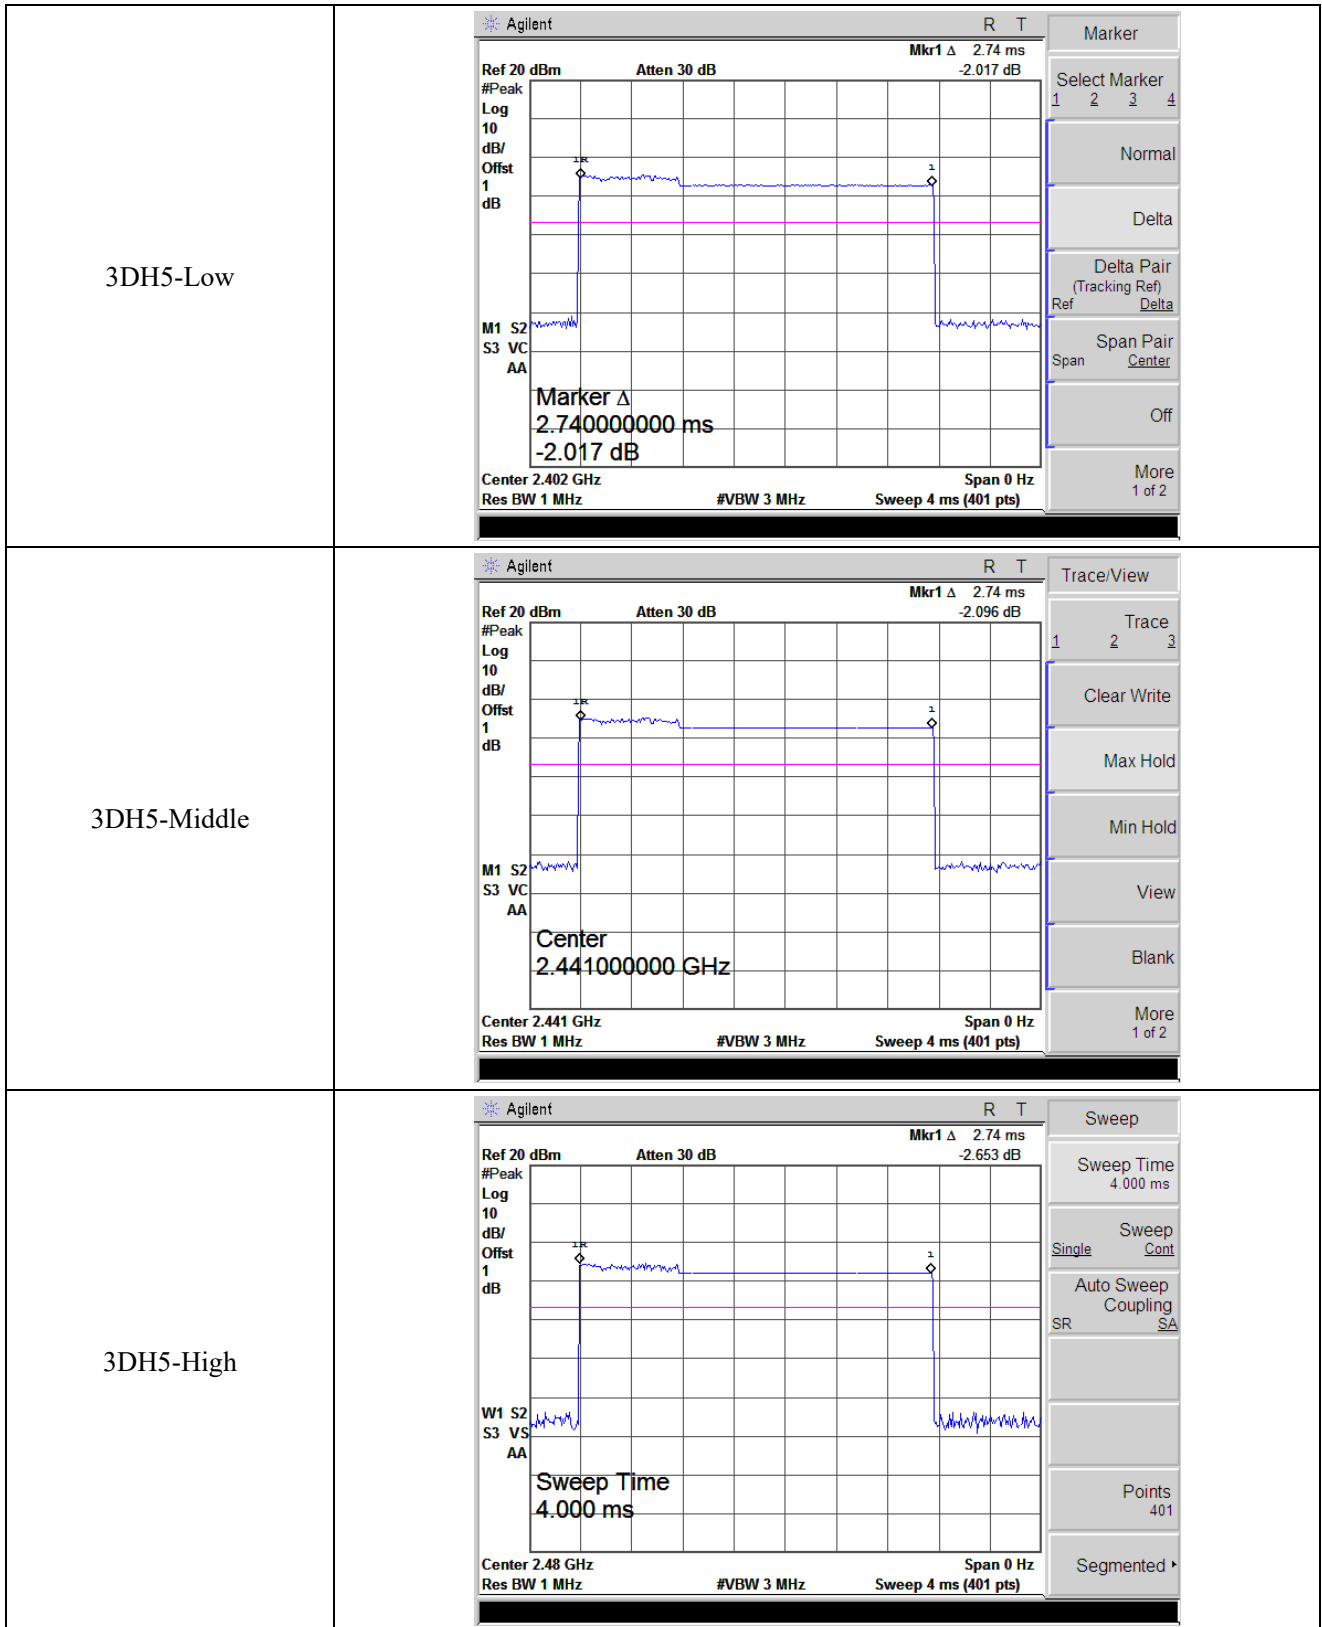 3DH5-Low
Agilent R T
Mkr1 Δ 2.74 ms
Ref 20 dBm Atten 30 dB -2.017 dB
#Peak
Log
10
dB/
Offst
1
dB
1R
1
M1 S2
S3 VC
AA
Marker Δ
2.740000000 ms
-2.017 dB
Center 2.402 GHz Span 0 Hz
Res BW 1 MHz #VBW 3 MHz Sweep 4 ms (401 pts)
Marker
Select Marker
1 2 3 4
Normal
Delta
Delta Pair
(Tracking Ref)
Ref Delta
Span Pair
Span Center
Off
More
1 of 2
3DH5-Middle
Agilent R T
Mkr1 Δ 2.74 ms
Ref 20 dBm Atten 30 dB -2.096 dB
#Peak
Log
10
dB/
Offst
1
dB
1R
1
M1 S2
S3 VC
AA
Center
2.441000000 GHz
Center 2.441 GHz Span 0 Hz
Res BW 1 MHz #VBW 3 MHz Sweep 4 ms (401 pts)
Trace/View
Trace
1 2 3
Clear Write
Max Hold
Min Hold
View
Blank
More
1 of 2
3DH5-High
Agilent R T
Mkr1 Δ 2.74 ms
Ref 20 dBm Atten 30 dB -2.653 dB
#Peak
Log
10
dB/
Offst
1
dB
1R
1
W1 S2
S3 VS
AA
Sweep Time
4.000 ms
Center 2.48 GHz Span 0 Hz
Res BW 1 MHz #VBW 3 MHz Sweep 4 ms (401 pts)
Sweep
Sweep Time
4.000 ms
Sweep
Single Cont
Auto Sweep
Coupling
SR SA
Points
401
Segmented